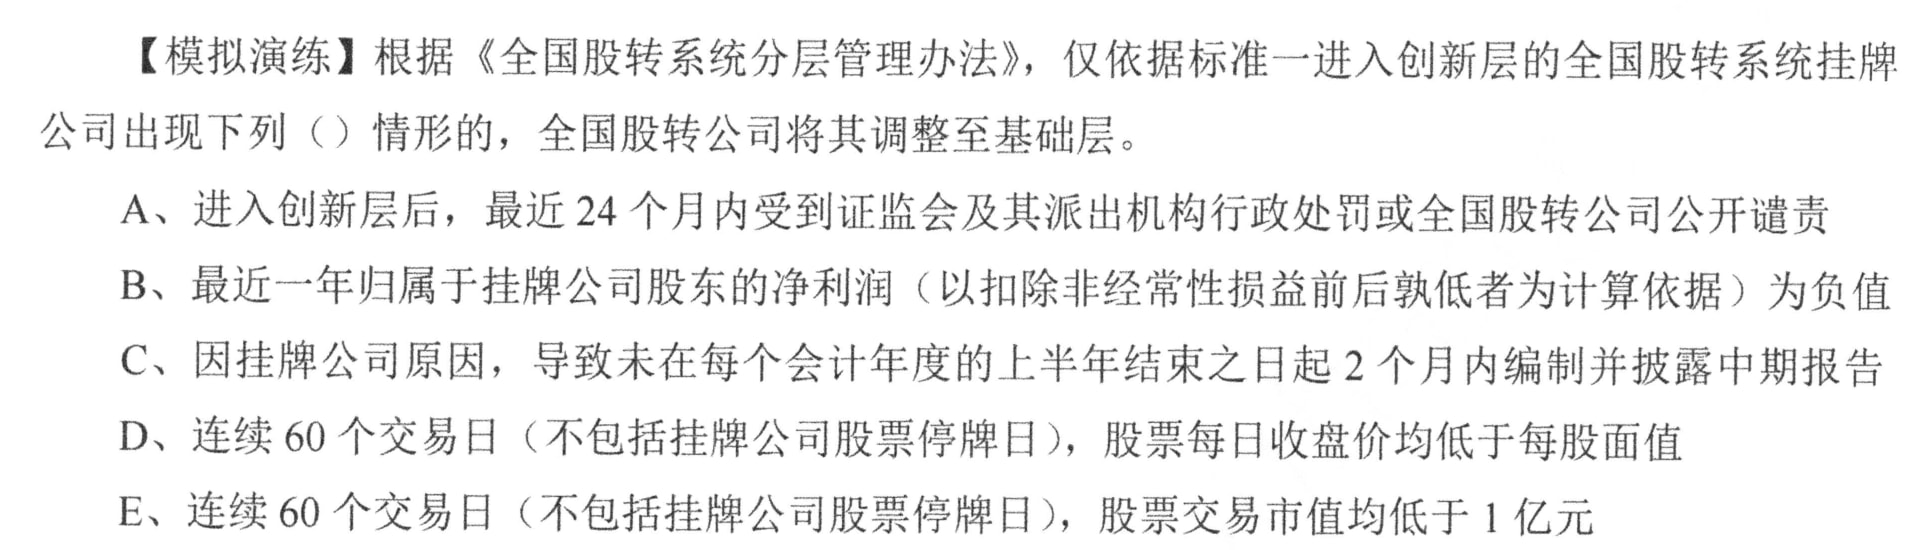 【模拟演练】根据《全国股转系统分层管理办法》，仅依据标准一进入创新层的全国股转系统挂牌
公司出现下列（）情形的，全国股转公司将其调整至基础层。
A、进入创新层后，最近 24 个月内受到证监会及其派出机构行政处罚或全国股转公司公开谴责
B、最近一年归属于挂牌公司股东的净利润（以扣除非经常性损益前后孰低者为计算依据）为负值
C、因挂牌公司原因，导致未在每个会计年度的上半年结束之日起 2 个月内编制并披露中期报告
D、连续 60 个交易日（不包括挂牌公司股票停牌日），股票每日收盘价均低于每股面值
E、连续 60 个交易日（不包括挂牌公司股票停牌日），股票交易市值均低于 1 亿元